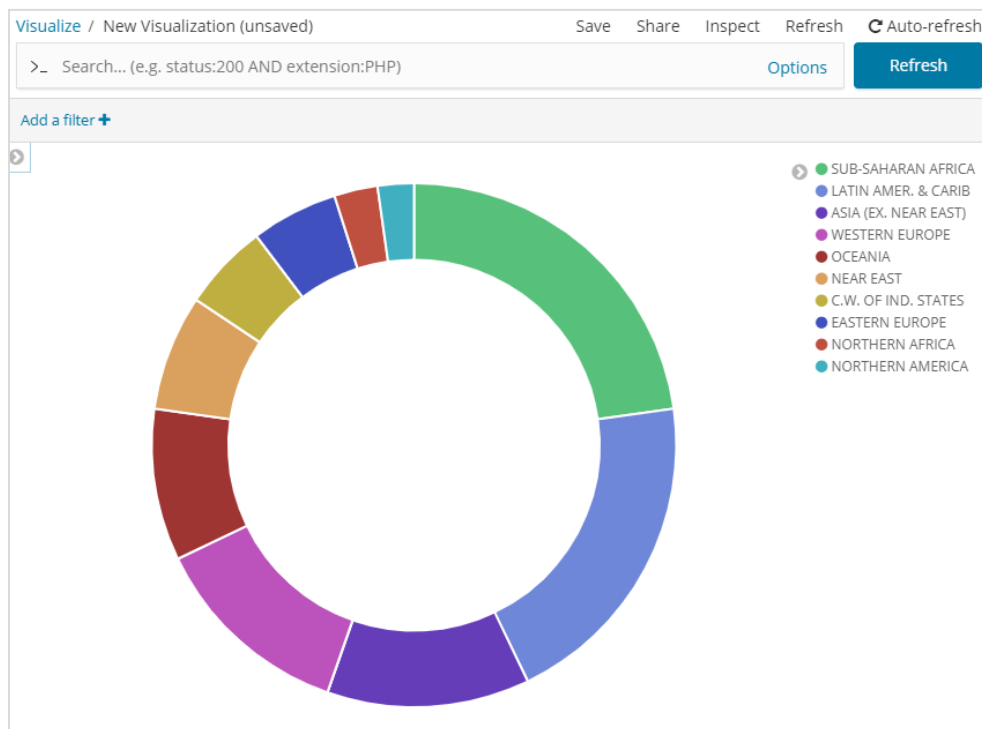 Visualize / New Visualization (unsaved) Save Share Inspect Refresh Auto-refresh
>_ Search... (e.g. status:200 AND extension:PHP) Options Refresh
Add a filter +
SUB-SAHARAN AFRICA
LATIN AMER. & CARIB
ASIA (EX. NEAR EAST)
WESTERN EUROPE
OCEANIA
NEAR EAST
C.W. OF IND. STATES
EASTERN EUROPE
NORTHERN AFRICA
NORTHERN AMERICA